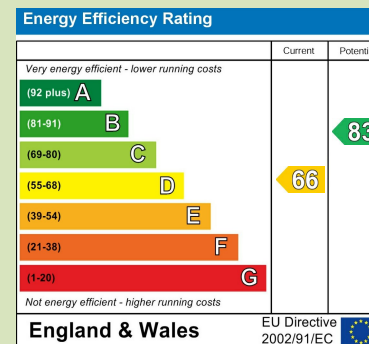 Energy Efficiency Rating
Current Potenti
Very energy efficient - lower running costs
(92 plus) A
(81-91) B
83
(69-80) C
(55-68) D
66
(39-54) E
(21-38) F
(1-20) G
Not energy efficient - higher running costs
England & Wales
EU Directive
2002/91/EC